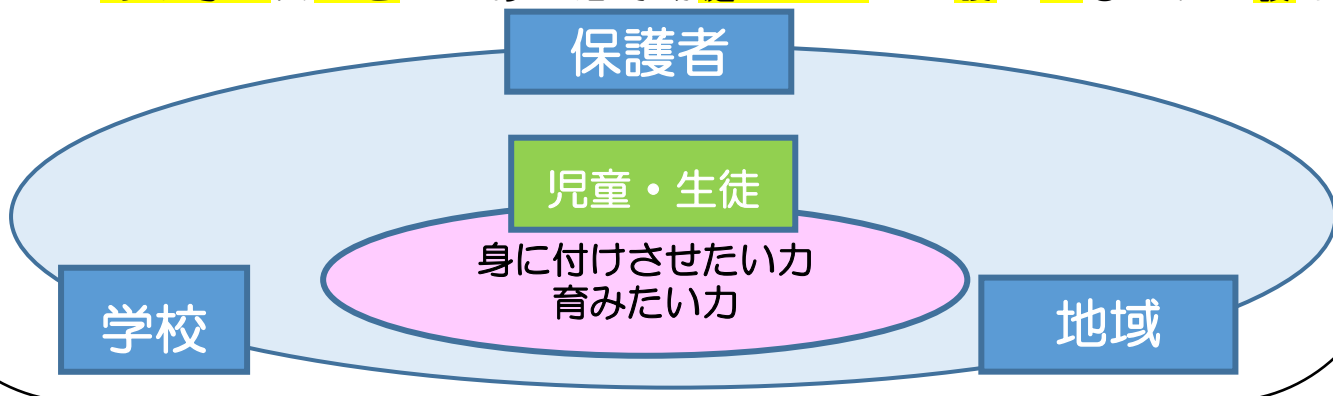 保護者
児童・生徒
身に付けさせたい力
育みたい力
学校
地域